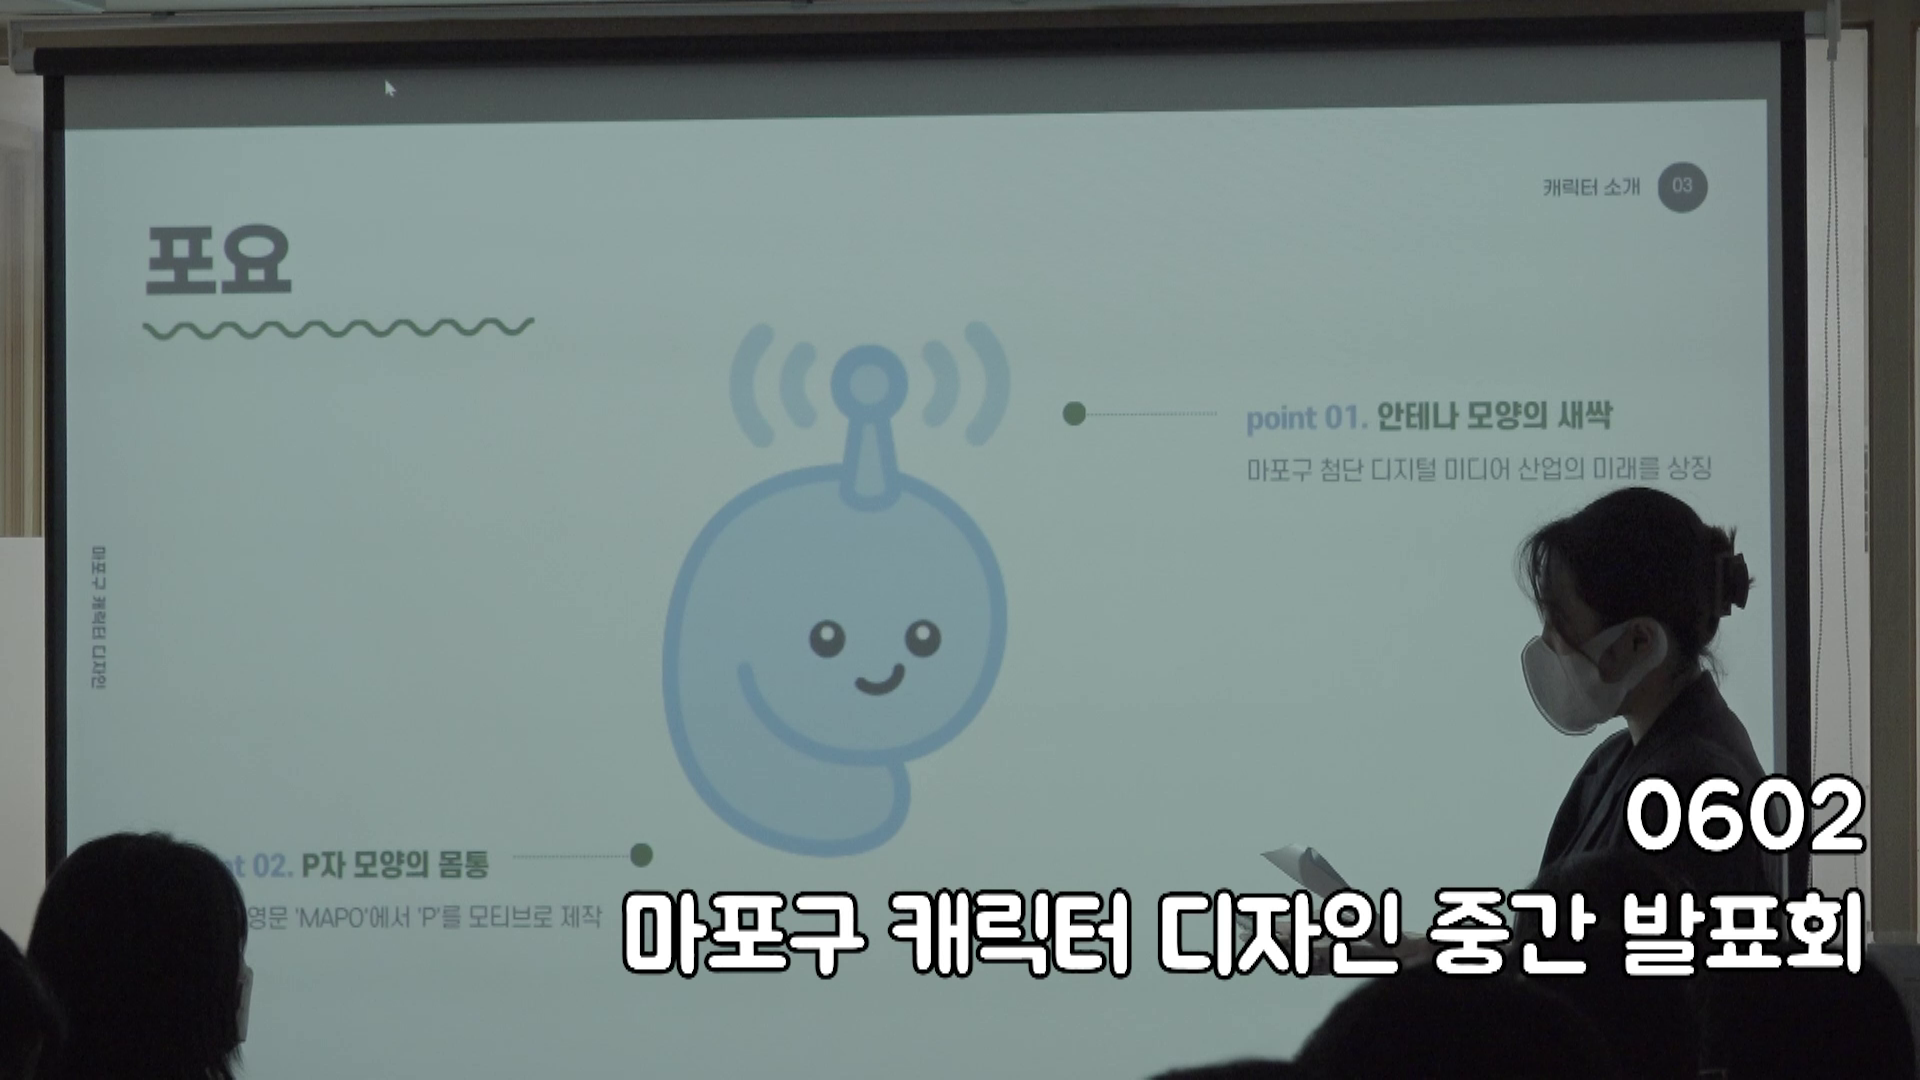 캐릭터 소개 03
포요
point 01. 안테나 모양의 새싹
마포구 첨단 디지털 미디어 산업의 미래를 상징
마포구 캐릭터 디자인
02. P자 모양의 몸통
영문 'MAPO'에서 'P'를 모티브로 제작
0602
마포구 캐릭터 디자인 중간 발표회